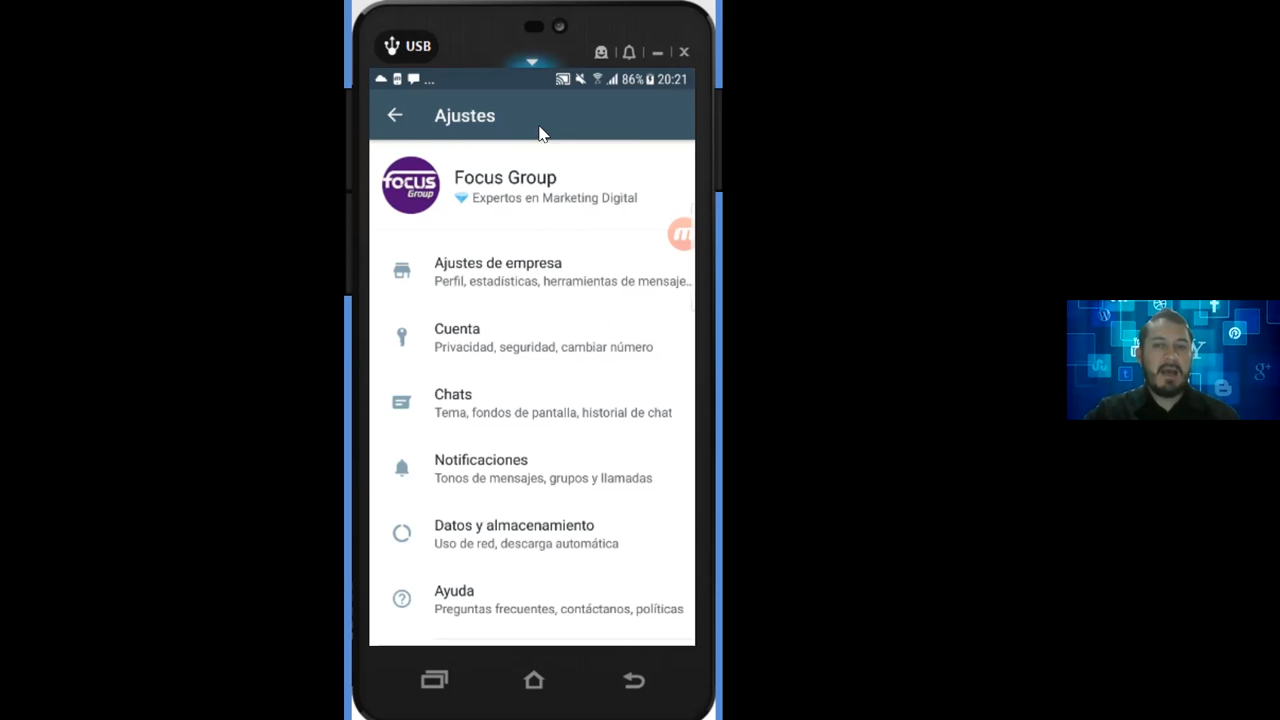 USB
... 86% 20:21
Ajustes
focus
Group
Focus Group
Expertos en Marketing Digital
Ajustes de empresa
Perfil, estadísticas, herramientas de mensaje..
Cuenta
Privacidad, seguridad, cambiar número
Chats
Tema, fondos de pantalla, historial de chat
Notificaciones
Tonos de mensajes, grupos y llamadas
Datos y almacenamiento
Uso de red, descarga automática
Ayuda
Preguntas frecuentes, contáctanos, políticas